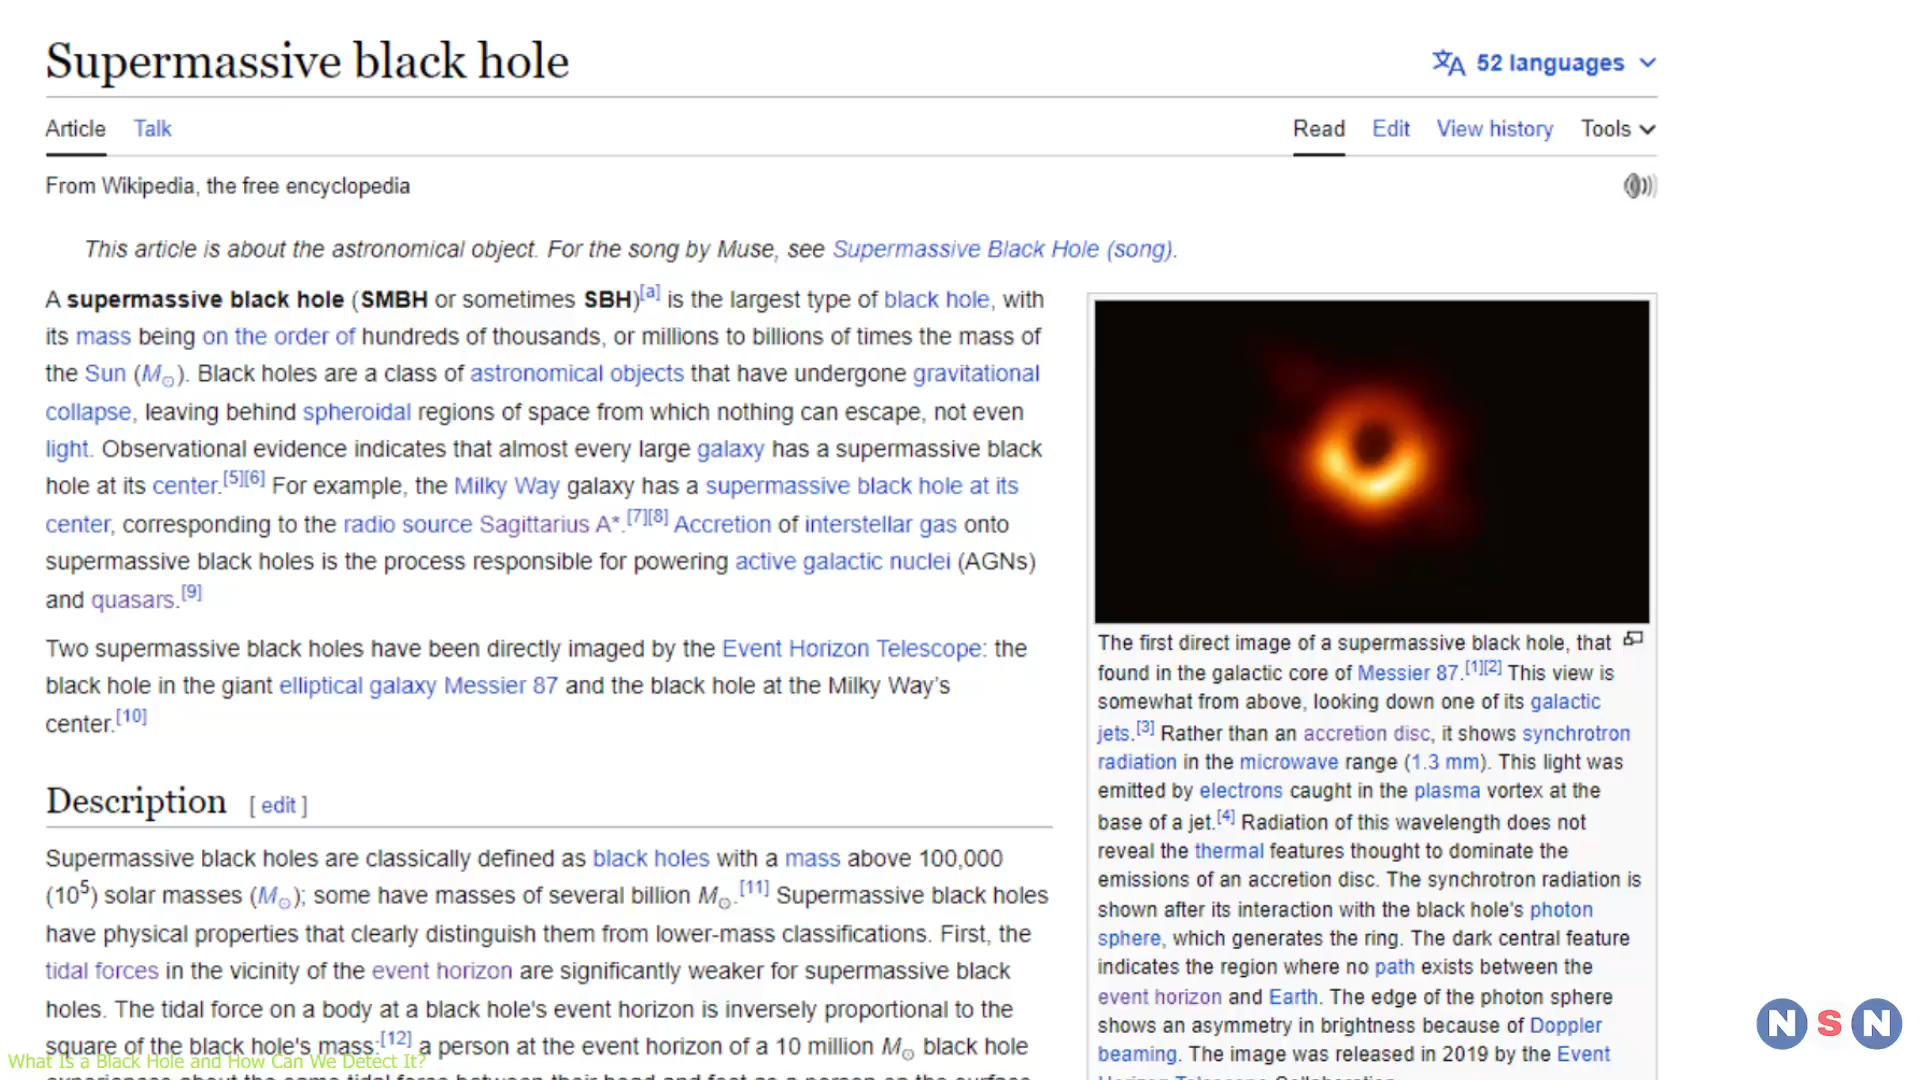 Supermassive black hole
52 languages
Article Talk
Read Edit View history Tools
From Wikipedia, the free encyclopedia
This article is about the astronomical object. For the song by Muse, see Supermassive Black Hole (song).
A supermassive black hole (SMBH or sometimes SBH)[a] is the largest type of black hole, with
its mass being on the order of hundreds of thousands, or millions to billions of times the mass of
the Sun (M☉). Black holes are a class of astronomical objects that have undergone gravitational
collapse, leaving behind spheroidal regions of space from which nothing can escape, not even
light. Observational evidence indicates that almost every large galaxy has a supermassive black
hole at its center.[5][6] For example, the Milky Way galaxy has a supermassive black hole at its
center, corresponding to the radio source Sagittarius A*.[7][8] Accretion of interstellar gas onto
supermassive black holes is the process responsible for powering active galactic nuclei (AGNs)
and quasars.[9]
Two supermassive black holes have been directly imaged by the Event Horizon Telescope: the
black hole in the giant elliptical galaxy Messier 87 and the black hole at the Milky Way's
center.[10]
Description [ edit ]
Supermassive black holes are classically defined as black holes with a mass above 100,000
(10⁵) solar masses (M☉); some have masses of several billion M☉.[11] Supermassive black holes
have physical properties that clearly distinguish them from lower-mass classifications. First, the
tidal forces in the vicinity of the event horizon are significantly weaker for supermassive black
holes. The tidal force on a body at a black hole's event horizon is inversely proportional to the
square of the black hole's mass:[12] a person at the event horizon of a 10 million M☉ black hole
experiences about the same tidal force between their head and feet as a person on the surface
The first direct image of a supermassive black hole, that
found in the galactic core of Messier 87.[1][2] This view is
somewhat from above, looking down one of its galactic
jets.[3] Rather than an accretion disc, it shows synchrotron
radiation in the microwave range (1.3 mm). This light was
emitted by electrons caught in the plasma vortex at the
base of a jet.[4] Radiation of this wavelength does not
reveal the thermal features thought to dominate the
emissions of an accretion disc. The synchrotron radiation is
shown after its interaction with the black hole's photon
sphere, which generates the ring. The dark central feature
indicates the region where no path exists between the
event horizon and Earth. The edge of the photon sphere
shows an asymmetry in brightness because of Doppler
beaming. The image was released in 2019 by the Event
Horizon Telescope Collaboration.
What Is a Black Hole and How Can We Detect It?
N S N